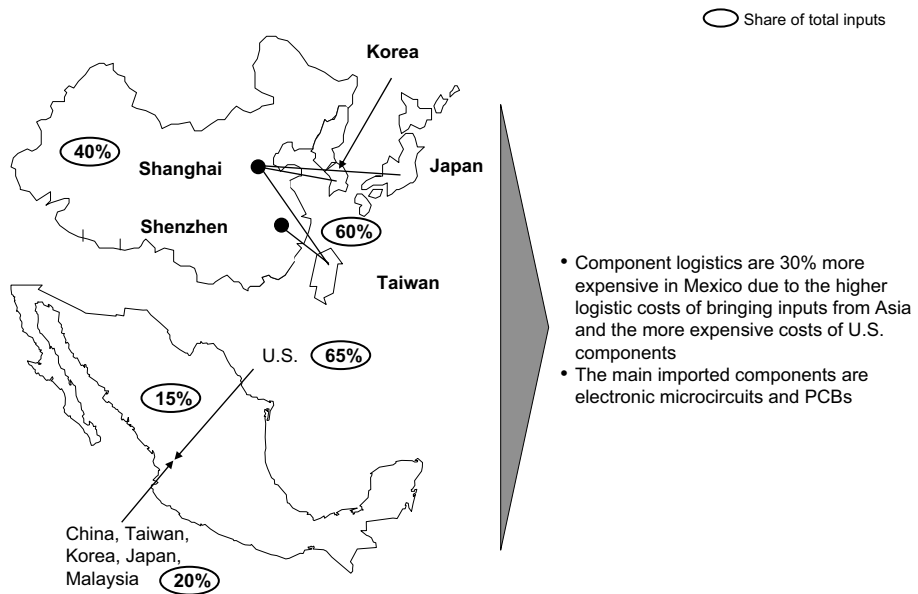 Share of total inputs
Korea
40%
Shanghai
Japan
Shenzhen
60%
Taiwan
• Component logistics are 30% more
expensive in Mexico due to the higher
logistic costs of bringing inputs from Asia
and the more expensive costs of U.S.
components
• The main imported components are
electronic microcircuits and PCBs
U.S. 65%
15%
China, Taiwan,
Korea, Japan,
Malaysia 20%